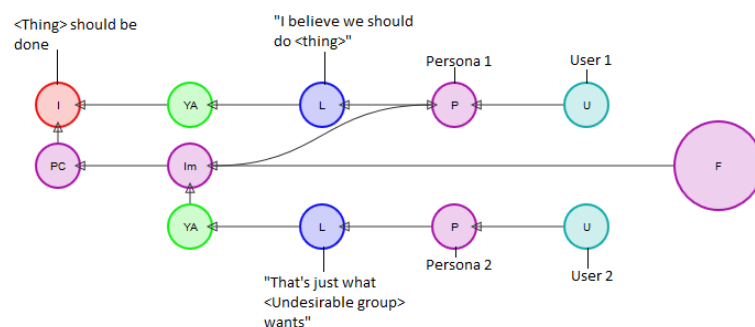 <Thing> should be
done
"I believe we should
do <thing>"
Persona 1
User 1
I
YA
L
P
U
PC
Im
F
YA
L
P
U
Persona 2
User 2
"That's just what
<Undesirable group>
wants"